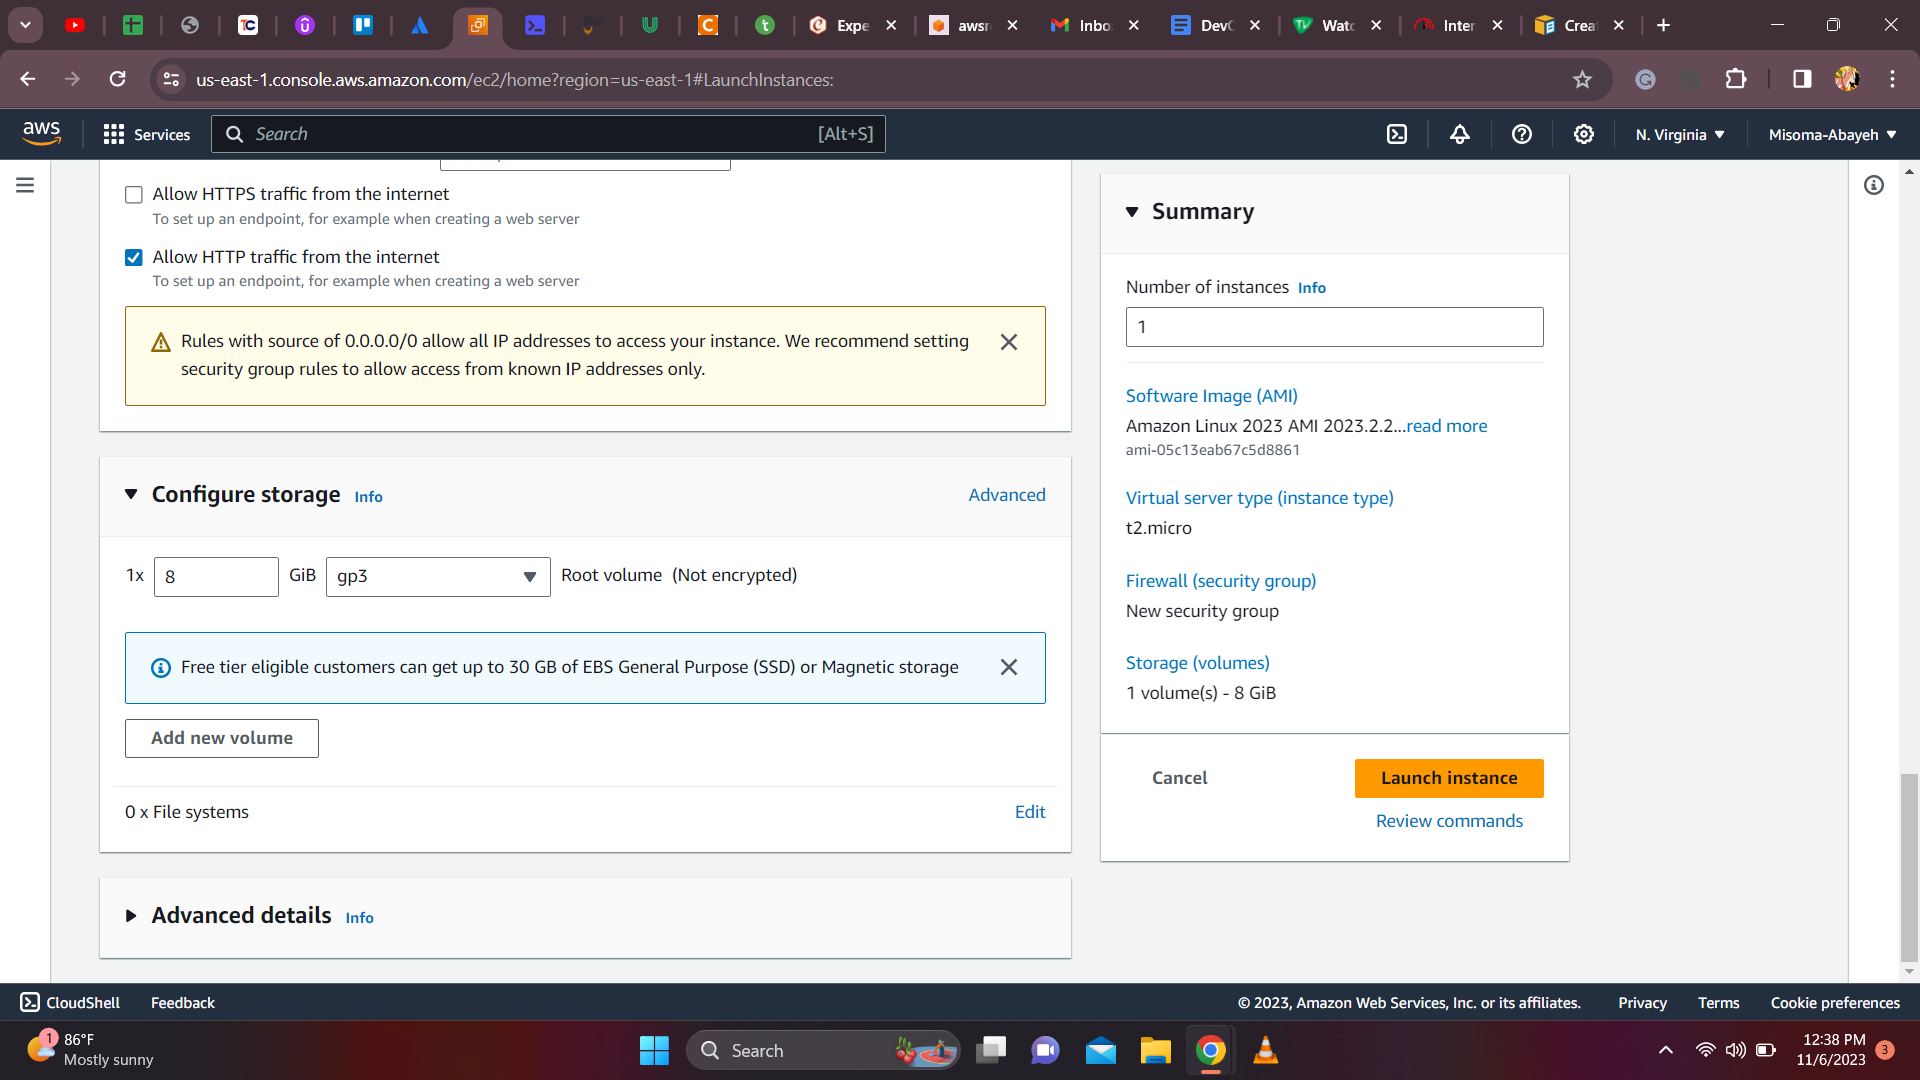 Expe
awsr
Inbo
DevO
Watc
Inter
Crea
us-east-1.console.aws.amazon.com/ec2/home?region=us-east-1#LaunchInstances:
aws
Services
Search
[Alt+S]
N. Virginia
Misoma-Abayeh
Allow HTTPS traffic from the internet
To set up an endpoint, for example when creating a web server
Allow HTTP traffic from the internet
To set up an endpoint, for example when creating a web server
Rules with source of 0.0.0.0/0 allow all IP addresses to access your instance. We recommend setting
security group rules to allow access from known IP addresses only.
Configure storage Info
Advanced
1x 8 GiB gp3 Root volume (Not encrypted)
Free tier eligible customers can get up to 30 GB of EBS General Purpose (SSD) or Magnetic storage
Add new volume
0 x File systems
Edit
Advanced details Info
Summary
Number of instances Info
1
Software Image (AMI)
Amazon Linux 2023 AMI 2023.2.2...read more
ami-05c13eab67c5d8861
Virtual server type (instance type)
t2.micro
Firewall (security group)
New security group
Storage (volumes)
1 volume(s) - 8 GiB
Cancel
Launch instance
Review commands
CloudShell
Feedback
© 2023, Amazon Web Services, Inc. or its affiliates.
Privacy
Terms
Cookie preferences
1
86°F
Mostly sunny
Search
12:38 PM
11/6/2023
3